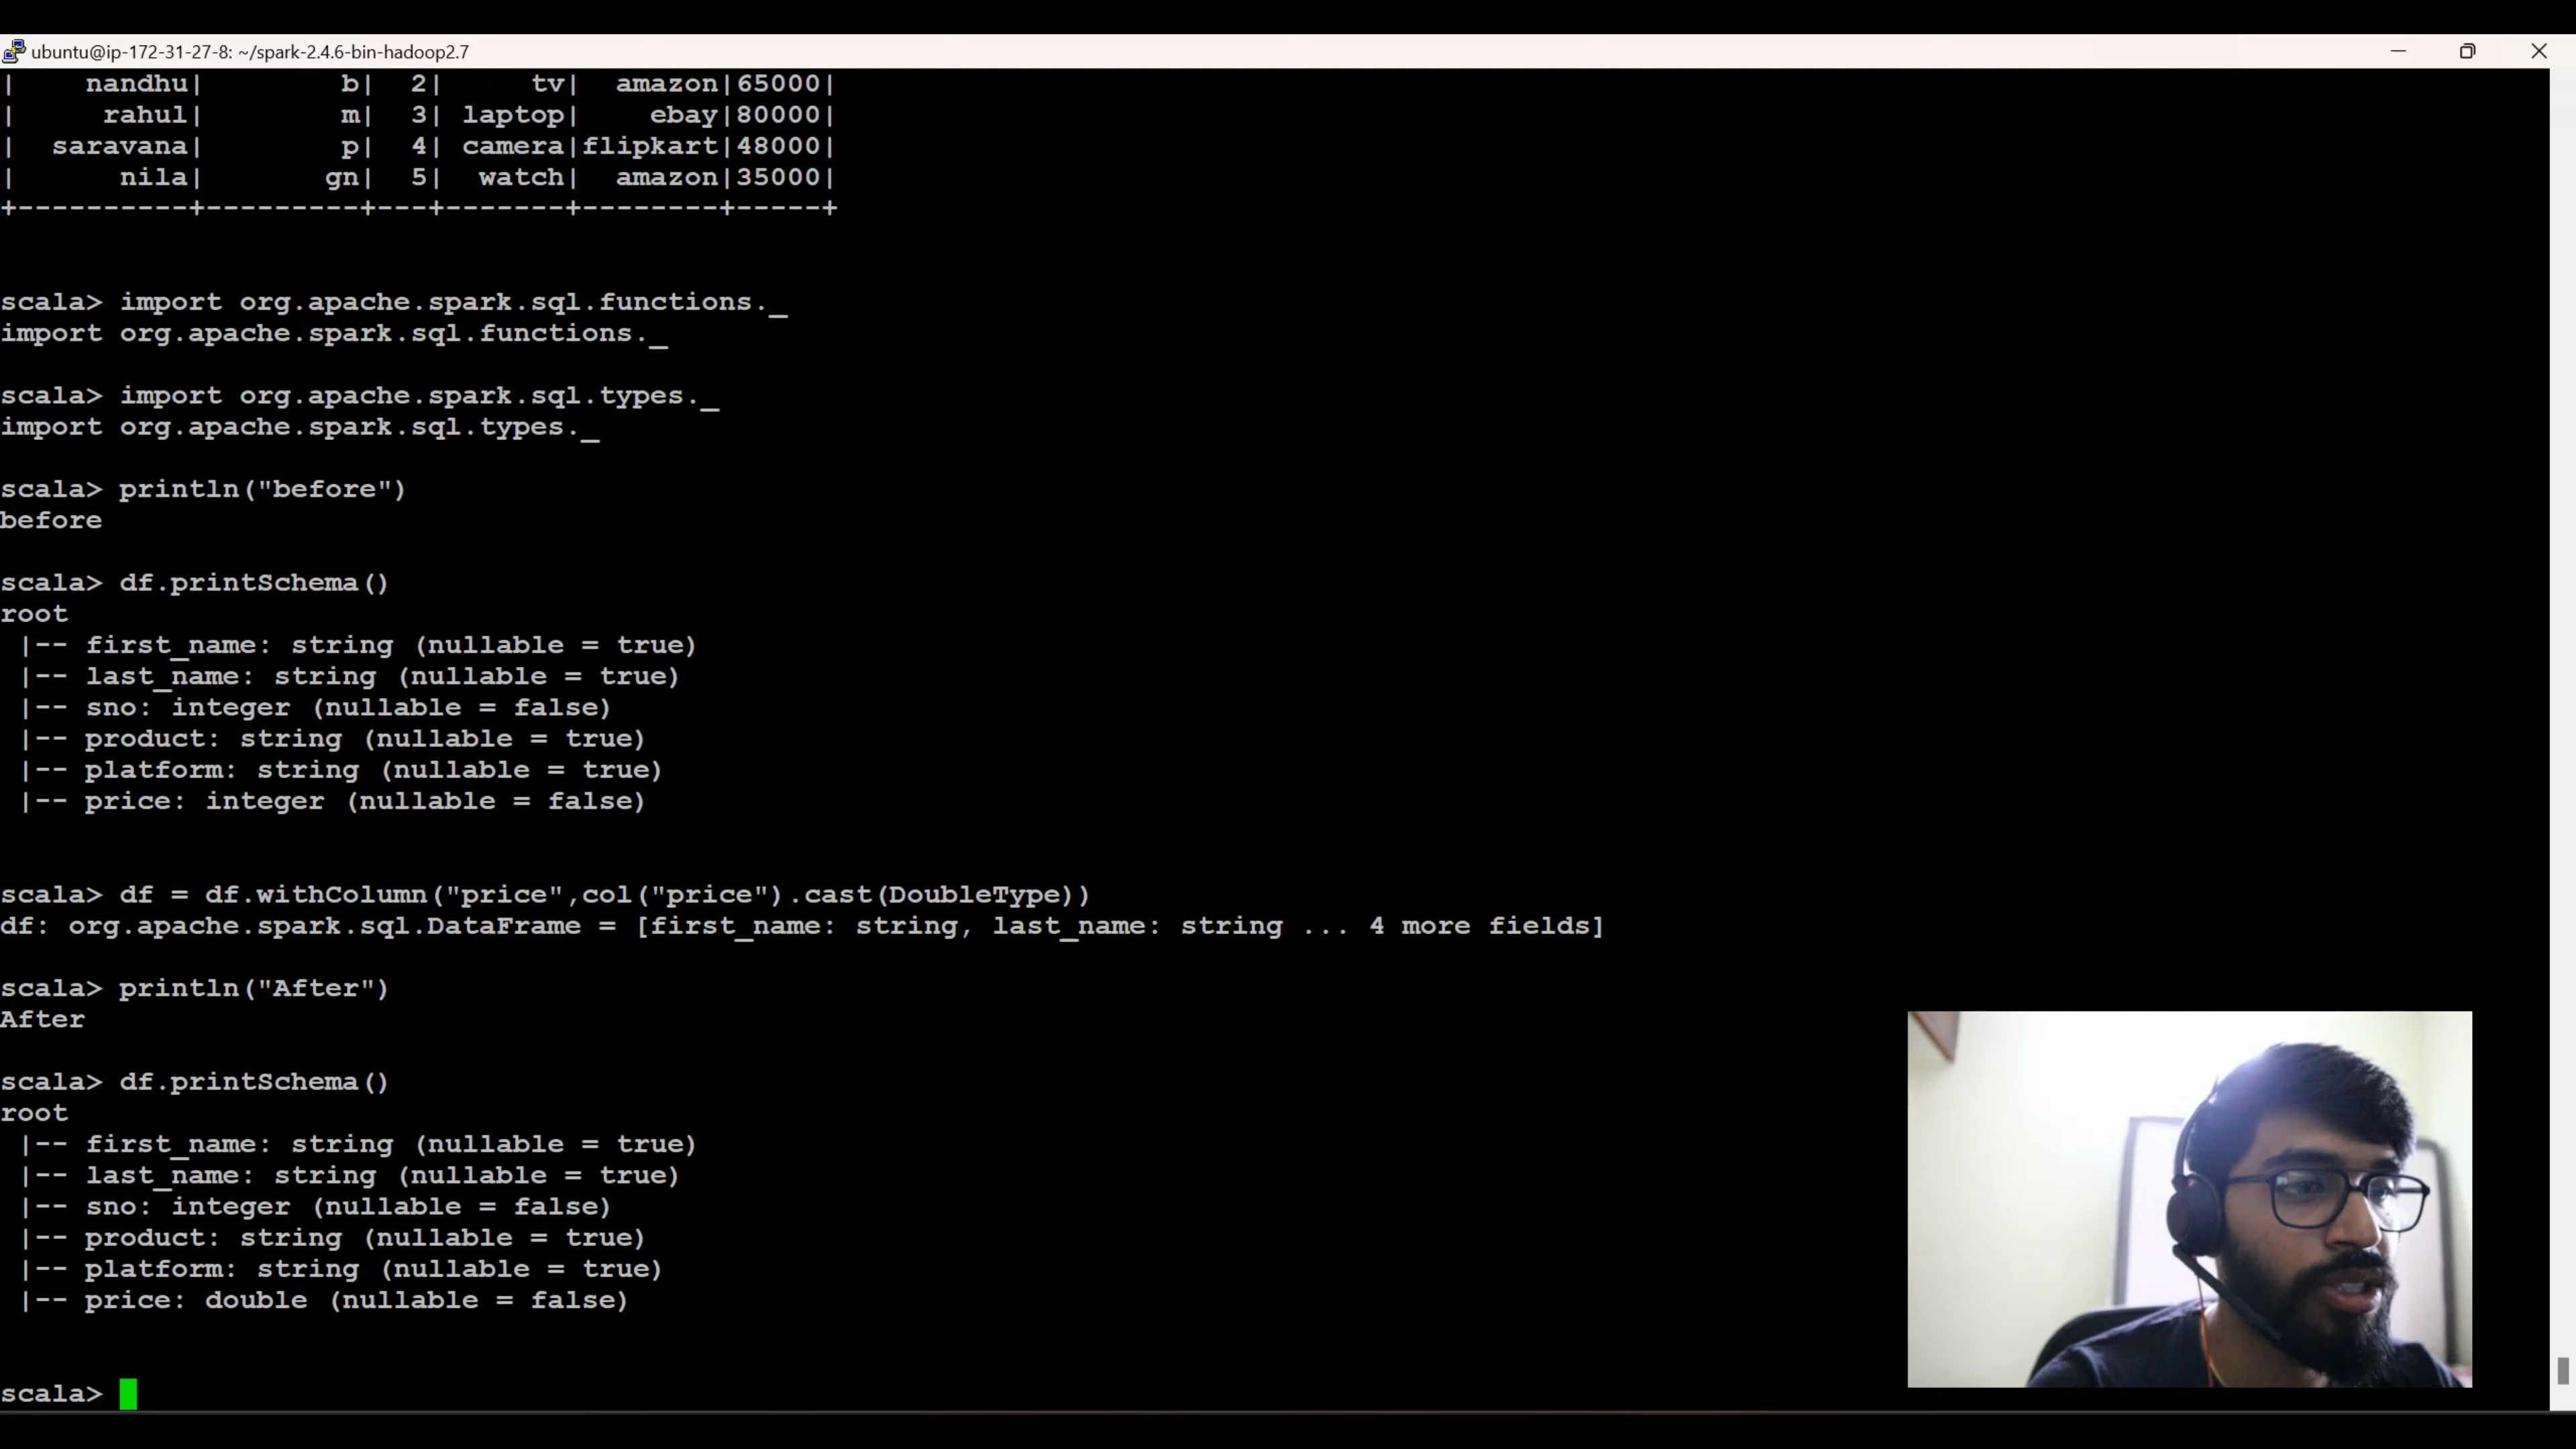 ubuntu@ip-172-31-27-8: ~/spark-2.4.6-bin-hadoop2.7
|    nandhu|        b|  2|     tv|  amazon|65000|
|     rahul|        m|  3| laptop|    ebay|80000|
|  saravana|        p|  4| camera|flipkart|48000|
|      nila|       gn|  5|  watch|  amazon|35000|
+----------+---------+---+-------+--------+-----+
scala> import org.apache.spark.sql.functions._
import org.apache.spark.sql.functions._
scala> import org.apache.spark.sql.types._
import org.apache.spark.sql.types._
scala> println("before")
before
scala> df.printSchema()
root
 |-- first_name: string (nullable = true)
 |-- last_name: string (nullable = true)
 |-- sno: integer (nullable = false)
 |-- product: string (nullable = true)
 |-- platform: string (nullable = true)
 |-- price: integer (nullable = false)
scala> df = df.withColumn("price",col("price").cast(DoubleType))
df: org.apache.spark.sql.DataFrame = [first_name: string, last_name: string ... 4 more fields]
scala> println("After")
After
scala> df.printSchema()
root
 |-- first_name: string (nullable = true)
 |-- last_name: string (nullable = true)
 |-- sno: integer (nullable = false)
 |-- product: string (nullable = true)
 |-- platform: string (nullable = true)
 |-- price: double (nullable = false)
scala>